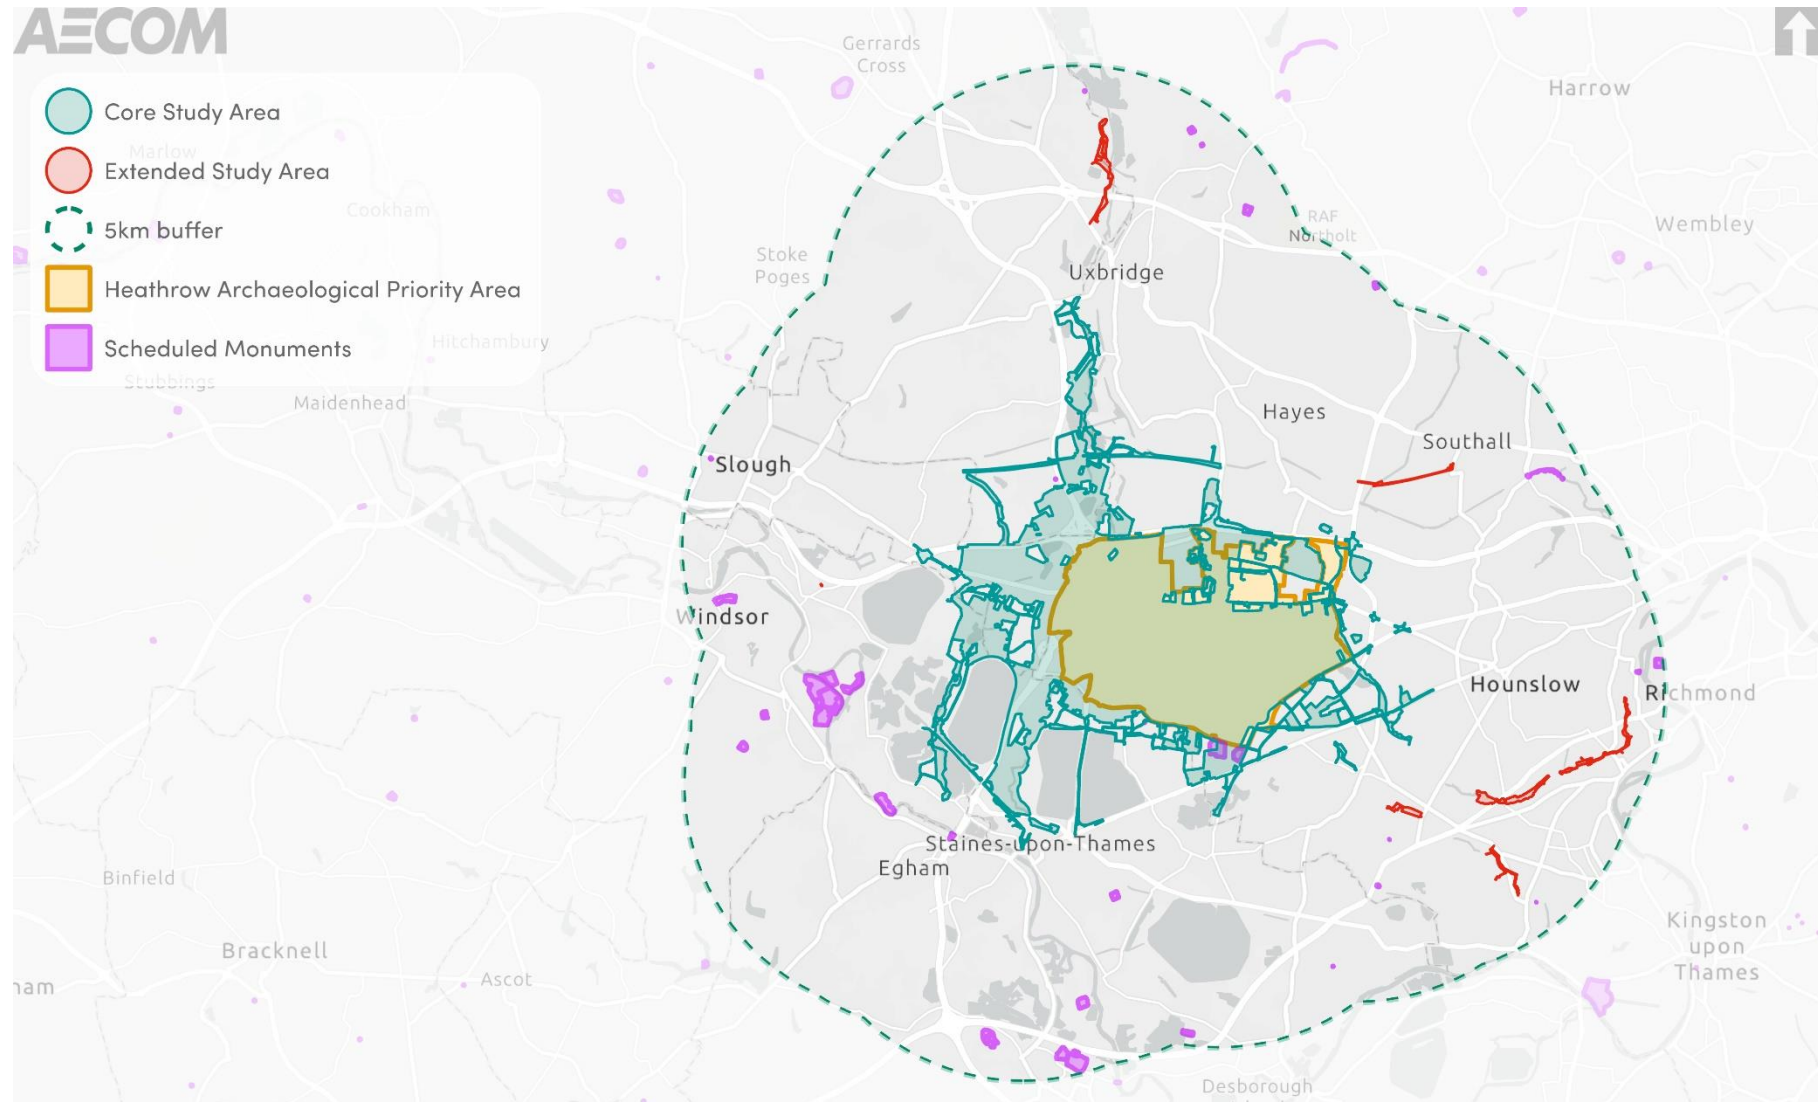 AECOM
Core Study Area
Extended Study Area
5km buffer
Heathrow Archaeological Priority Area
Scheduled Monuments
Gerrards
Cross
Harrow
Marlow
Cookham
RAF
Northolt
Wembley
Stoke
Poges
Uxbridge
Hitchambury
Stubbings
Maidenhead
Hayes
Southall
Slough
Windsor
Hounslow
Richmond
Staines-upon-Thames
Egham
Binfield
Kingston
upon
Thames
Bracknell
Ascot
ham
Desborough